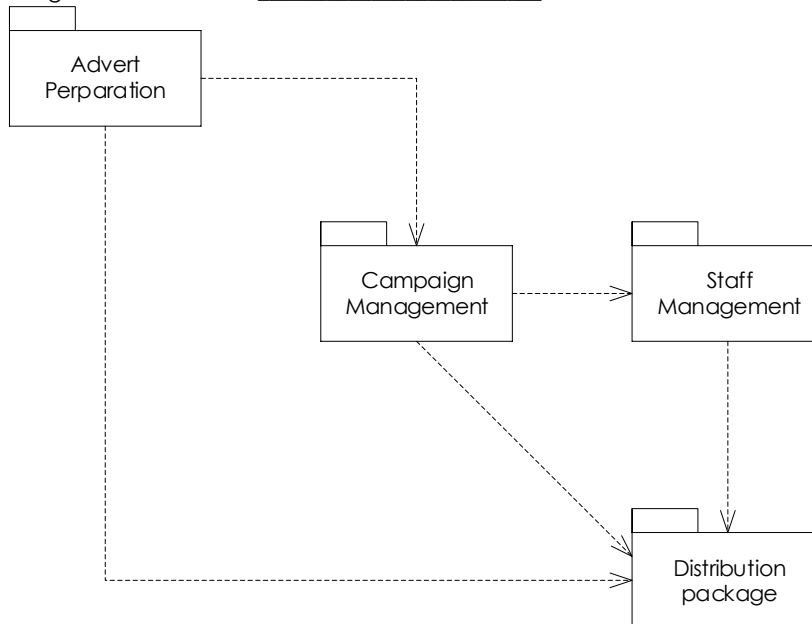 Advert
Perparation
Campaign
Management
Staff
Management
Distribution
package